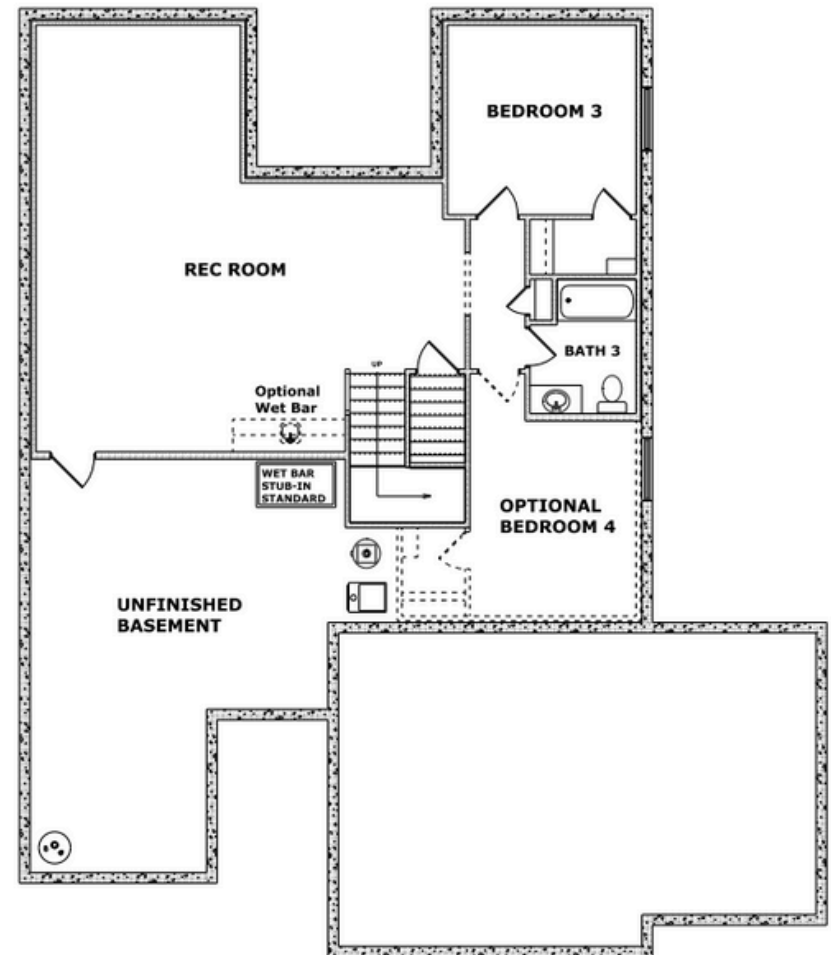 BEDROOM 3
REC ROOM
BATH 3
UP
Optional
Wet Bar
WET BAR
STUB-IN
STANDARD
OPTIONAL
BEDROOM 4
UNFINISHED
BASEMENT